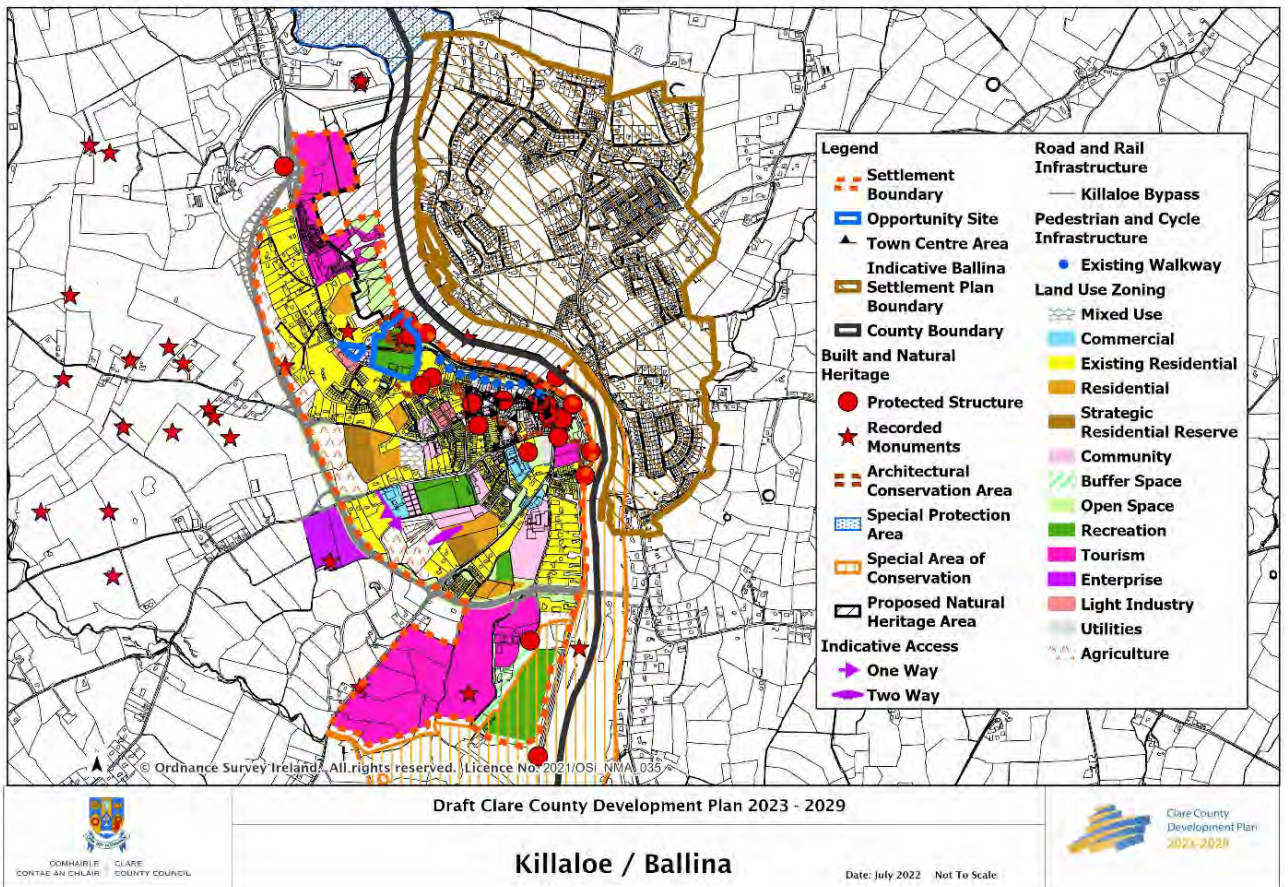 Legend
Settlement
Boundary
Opportunity Site
Town Centre Area
Indicative Ballina
Settlement Plan
Boundary
County Boundary
Built and Natural
Heritage
Protected Structure
Recorded
Monuments
Architectural
Conservation Area
Special Protection
Area
Special Area of
Conservation
Proposed Natural
Heritage Area
Indicative Access
One Way
Two Way
Road and Rail
Infrastructure
Killaloe Bypass
Pedestrian and Cycle
Infrastructure
Existing Walkway
Land Use Zoning
Mixed Use
Commercial
Existing Residential
Residential
Strategic
Residential Reserve
Community
Buffer Space
Open Space
Recreation
Tourism
Enterprise
Light Industry
Utilities
Agriculture
© Ordnance Survey Ireland. All rights reserved. Licence No. 2021/OSi_NMA_035
COMHAIRLE
CONTAE AN CHLÁIR
CLARE
COUNTY COUNCIL
Draft Clare County Development Plan 2023 - 2029
Killaloe / Ballina
Date: July 2022 Not To Scale
Clare County
Development Plan
2023-2029